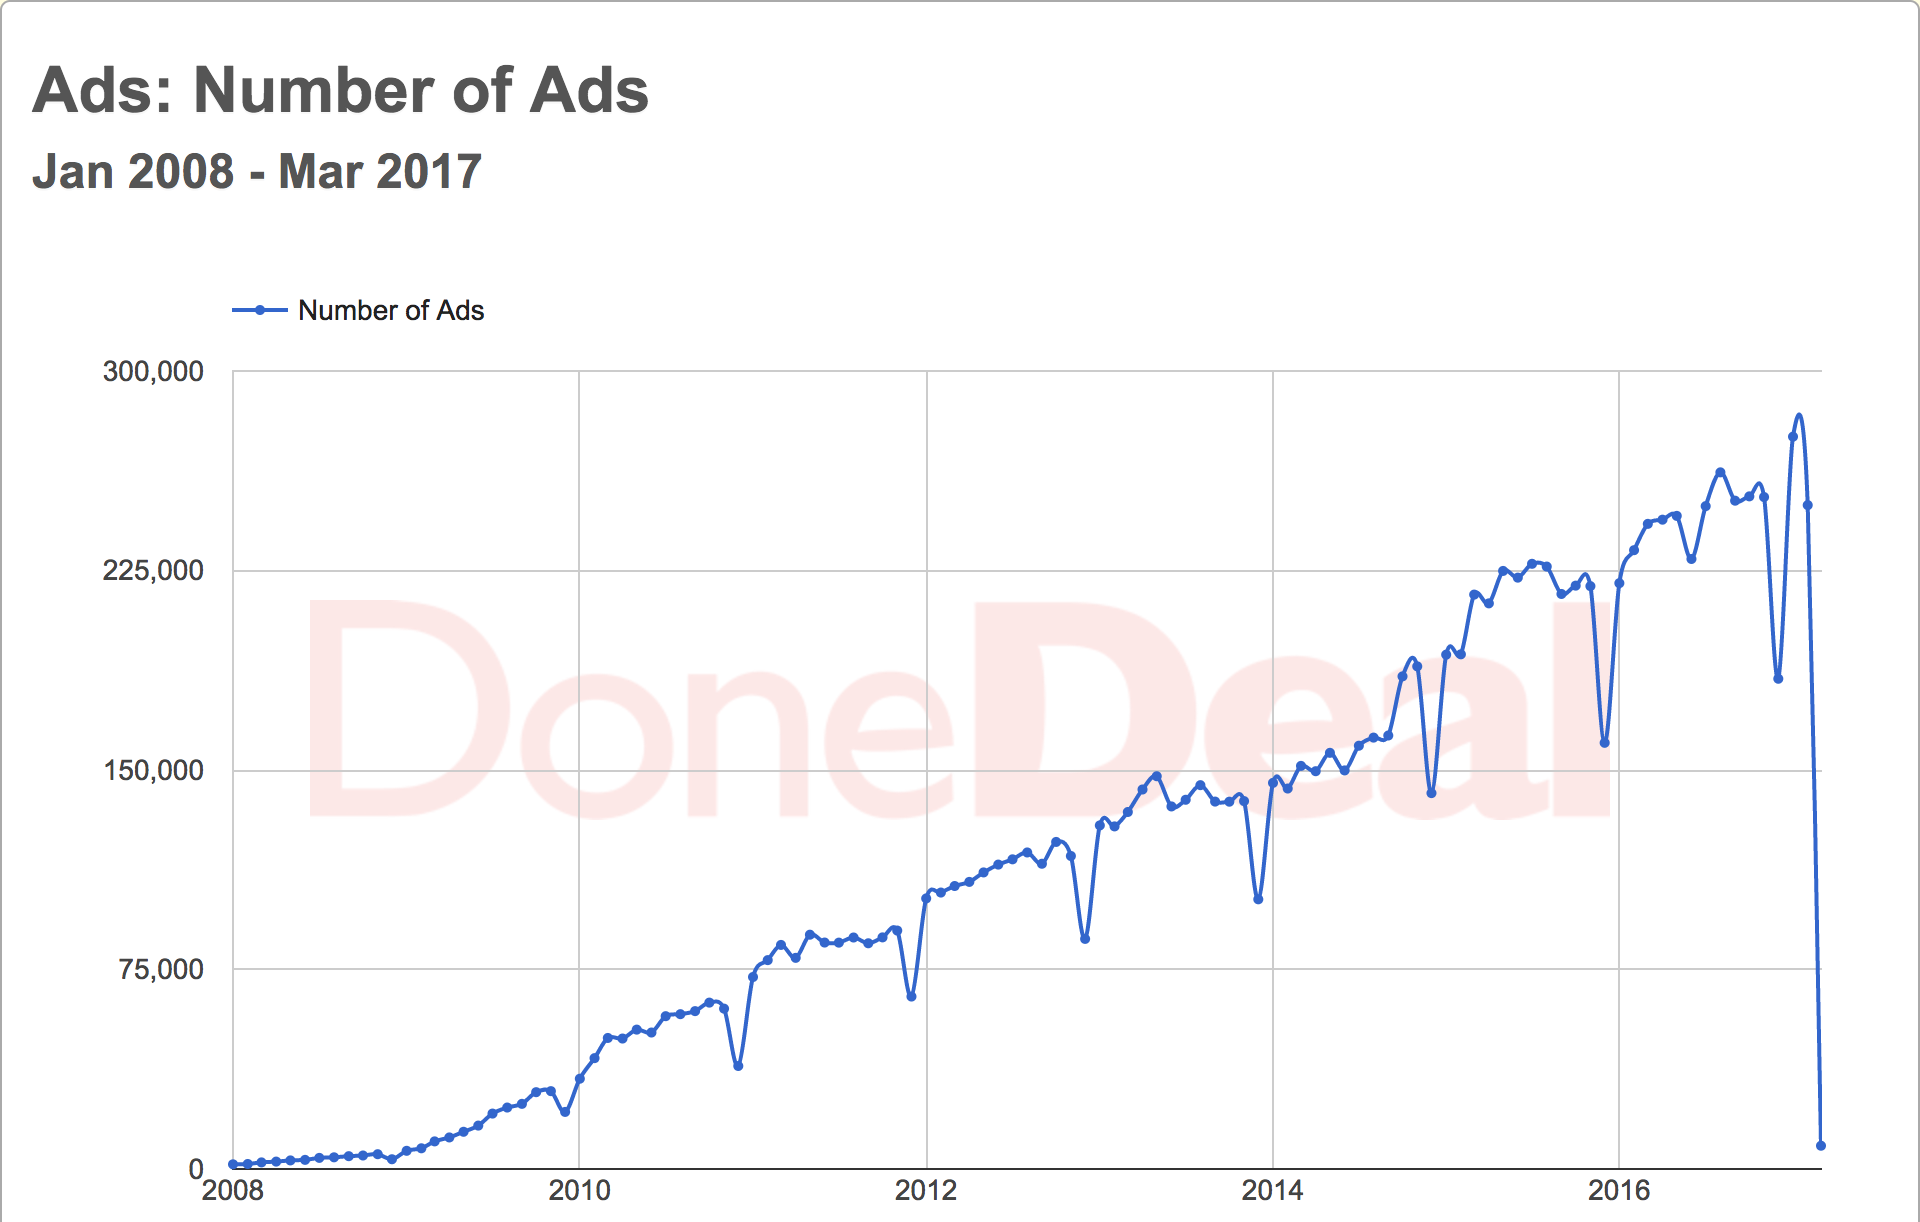 Ads: Number of Ads
Jan 2008 - Mar 2017
Number of Ads
300,000
225,000
150,000
75,000
0
DoneDeal
2008 2010 2012 2014 2016